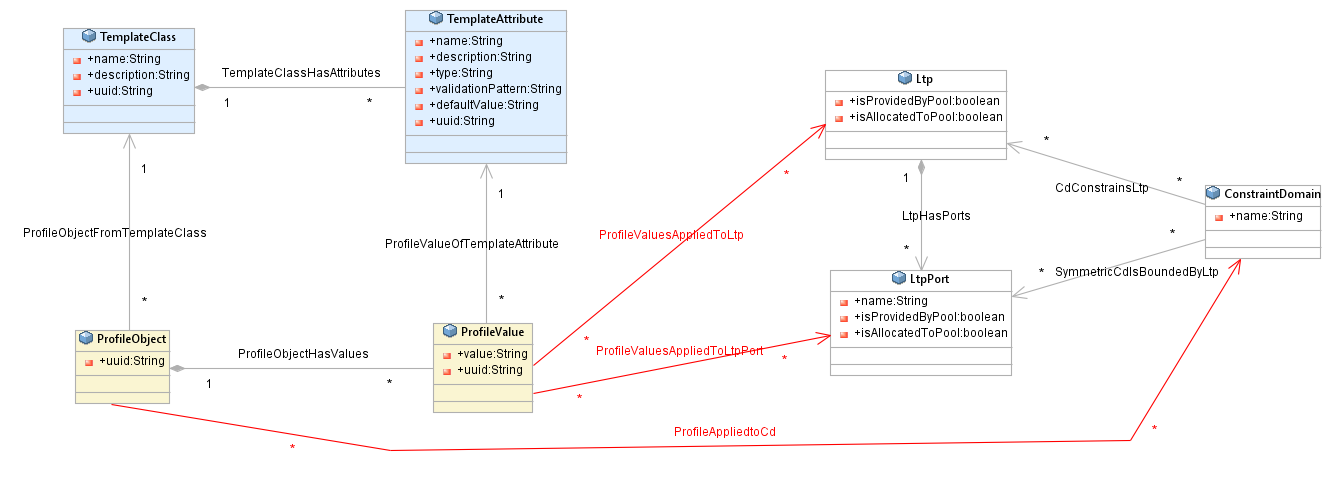 TemplateClass
+name:String
+description:String
+uuid:String
TemplateClassHasAttributes
1
*
TemplateAttribute
+name:String
+description:String
+type:String
+validationPattern:String
+defaultValue:String
+uuid:String
Ltp
+isProvidedByPool:boolean
+isAllocatedToPool:boolean
*
*
CdConstrainsLtp
ConstraintDomain
+name:String
1
ProfileObjectFromTemplateClass
*
1
ProfileValueOfTemplateAttribute
*
*
ProfileValuesAppliedToLtp
*
1
LtpHasPorts
*
*
SymmetricCdIsBoundedByLtp
*
LtpPort
+name:String
+isProvidedByPool:boolean
+isAllocatedToPool:boolean
ProfileObject
+uuid:String
ProfileObjectHasValues
1
*
ProfileValue
+value:String
+uuid:String
ProfileValuesAppliedToLtpPort
*
*
ProfileAppliedtoCd
*
*